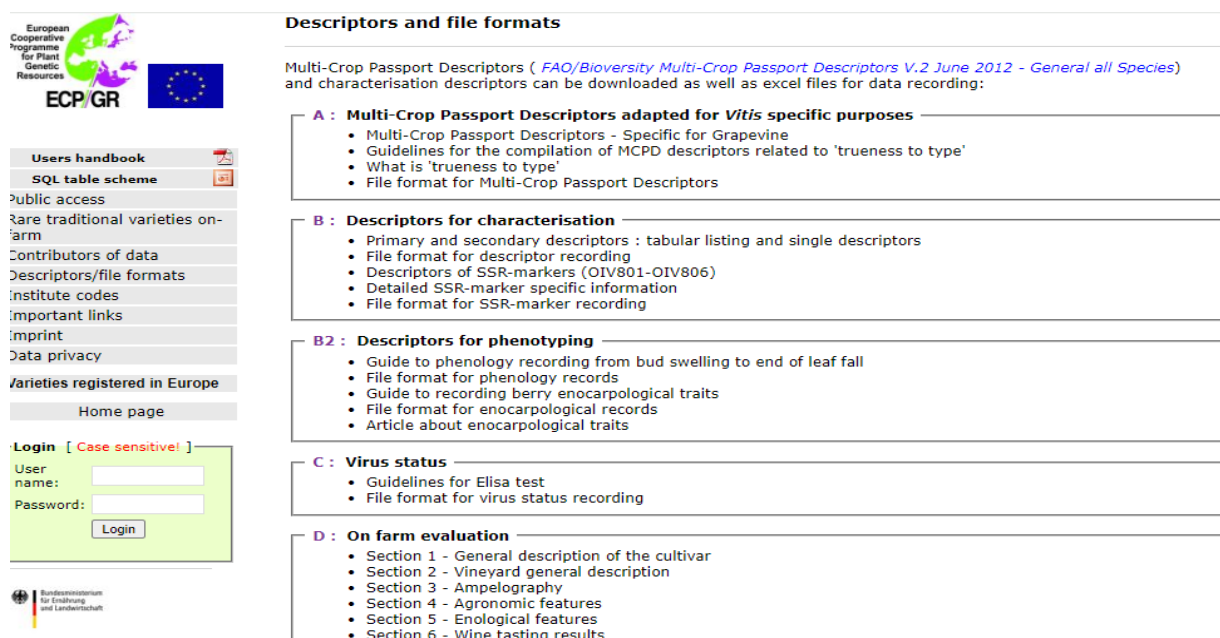 European
Cooperative
Programme
for Plant
Genetic
Resources
ECP/GR
Users handbook
SQL table scheme
Public access
Rare traditional varieties on-
farm
Contributors of data
Descriptors/file formats
Institute codes
Important links
Imprint
Data privacy
Varieties registered in Europe
Home page
Login [ Case sensitive! ]
User
name:
Password:
Login
Bundesministerium
für Ernährung
und Landwirtschaft
Descriptors and file formats
Multi-Crop Passport Descriptors ( FAO/Bioversity Multi-Crop Passport Descriptors V.2 June 2012 - General all Species)
and characterisation descriptors can be downloaded as well as excel files for data recording:
A : Multi-Crop Passport Descriptors adapted for Vitis specific purposes
• Multi-Crop Passport Descriptors - Specific for Grapevine
• Guidelines for the compilation of MCPD descriptors related to 'trueness to type'
• What is 'trueness to type'
• File format for Multi-Crop Passport Descriptors
B : Descriptors for characterisation
• Primary and secondary descriptors : tabular listing and single descriptors
• File format for descriptor recording
• Descriptors of SSR-markers (OIV801-OIV806)
• Detailed SSR-marker specific information
• File format for SSR-marker recording
B2 : Descriptors for phenotyping
• Guide to phenology recording from bud swelling to end of leaf fall
• File format for phenology records
• Guide to recording berry enocarpological traits
• File format for enocarpological records
• Article about enocarpological traits
C : Virus status
• Guidelines for Elisa test
• File format for virus status recording
D : On farm evaluation
• Section 1 - General description of the cultivar
• Section 2 - Vineyard general description
• Section 3 - Ampelography
• Section 4 - Agronomic features
• Section 5 - Enological features
• Section 6 - Wine tasting results